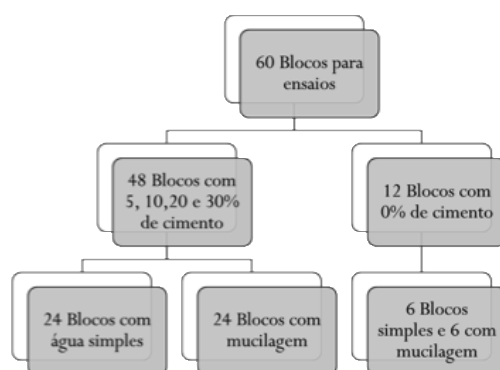 60 Blocos para
ensaios
48 Blocos com
5, 10,20 e 30%
de cimento
12 Blocos com
0% de cimento
24 Blocos com
água simples
24 Blocos com
mucilagem
6 Blocos
simples e 6 com
mucilagem